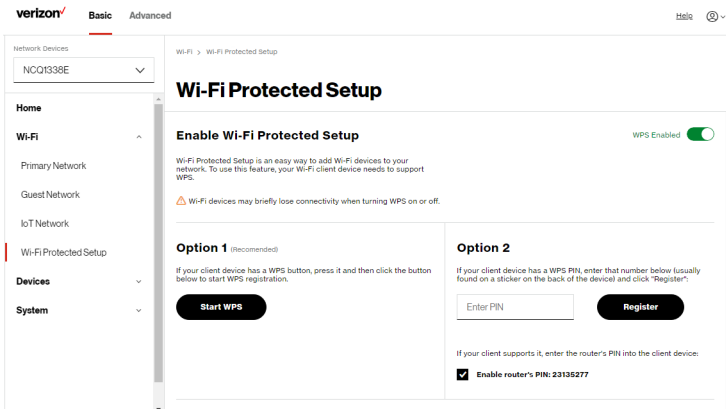 verizon
Basic
Advanced
Help
Network Devices
NCQ1338E
Home
Wi-Fi
Primary Network
Guest Network
IoT Network
Wi-Fi Protected Setup
Devices
System
Wi-Fi > Wi-Fi Protected Setup
Wi-Fi Protected Setup
Enable Wi-Fi Protected Setup
WPS Enabled
Wi-Fi Protected Setup is an easy way to add Wi-Fi devices to your
network. To use this feature, your Wi-Fi client device needs to support
WPS.
Wi-Fi devices may briefly lose connectivity when turning WPS on or off.
Option 1 (Recomended)
If your client device has a WPS button, press it and then click the button
below to start WPS registration.
Start WPS
Option 2
If your client device has a WPS PIN, enter that number below (usually
found on a sticker on the back of the device) and click "Register":
Enter PIN
Register
If your client supports it, enter the router's PIN into the client device:
Enable router's PIN: 23135277